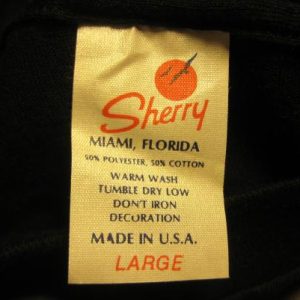 Sherry
MIAMI, FLORIDA
50% POLYESTER, 50% COTTON
WARM WASH
TUMBLE DRY LOW
DON'T IRON
DECORATION
MADE IN U.S.A.
LARGE